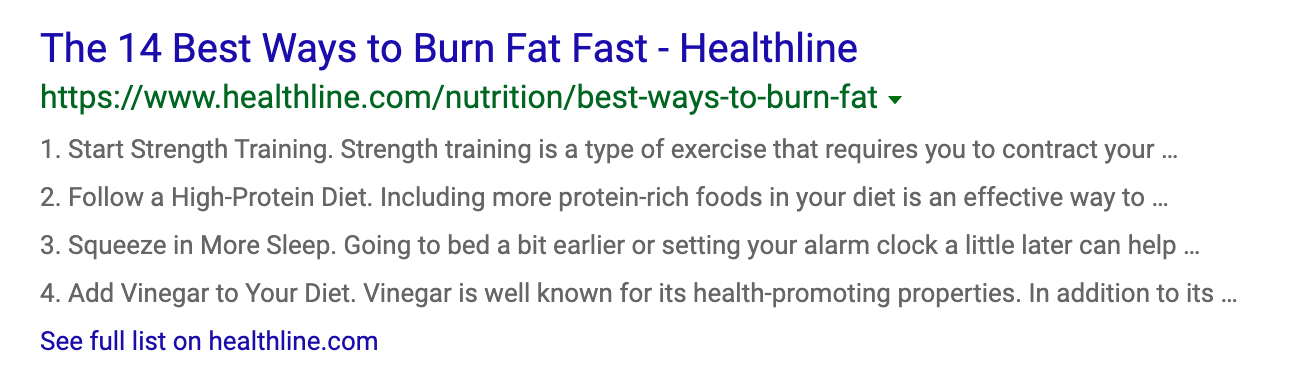 The 14 Best Ways to Burn Fat Fast - Healthline
https://www.healthline.com/nutrition/best-ways-to-burn-fat
1. Start Strength Training. Strength training is a type of exercise that requires you to contract your ...
2. Follow a High-Protein Diet. Including more protein-rich foods in your diet is an effective way to ...
3. Squeeze in More Sleep. Going to bed a bit earlier or setting your alarm clock a little later can help ...
4. Add Vinegar to Your Diet. Vinegar is well known for its health-promoting properties. In addition to its ...
See full list on healthline.com